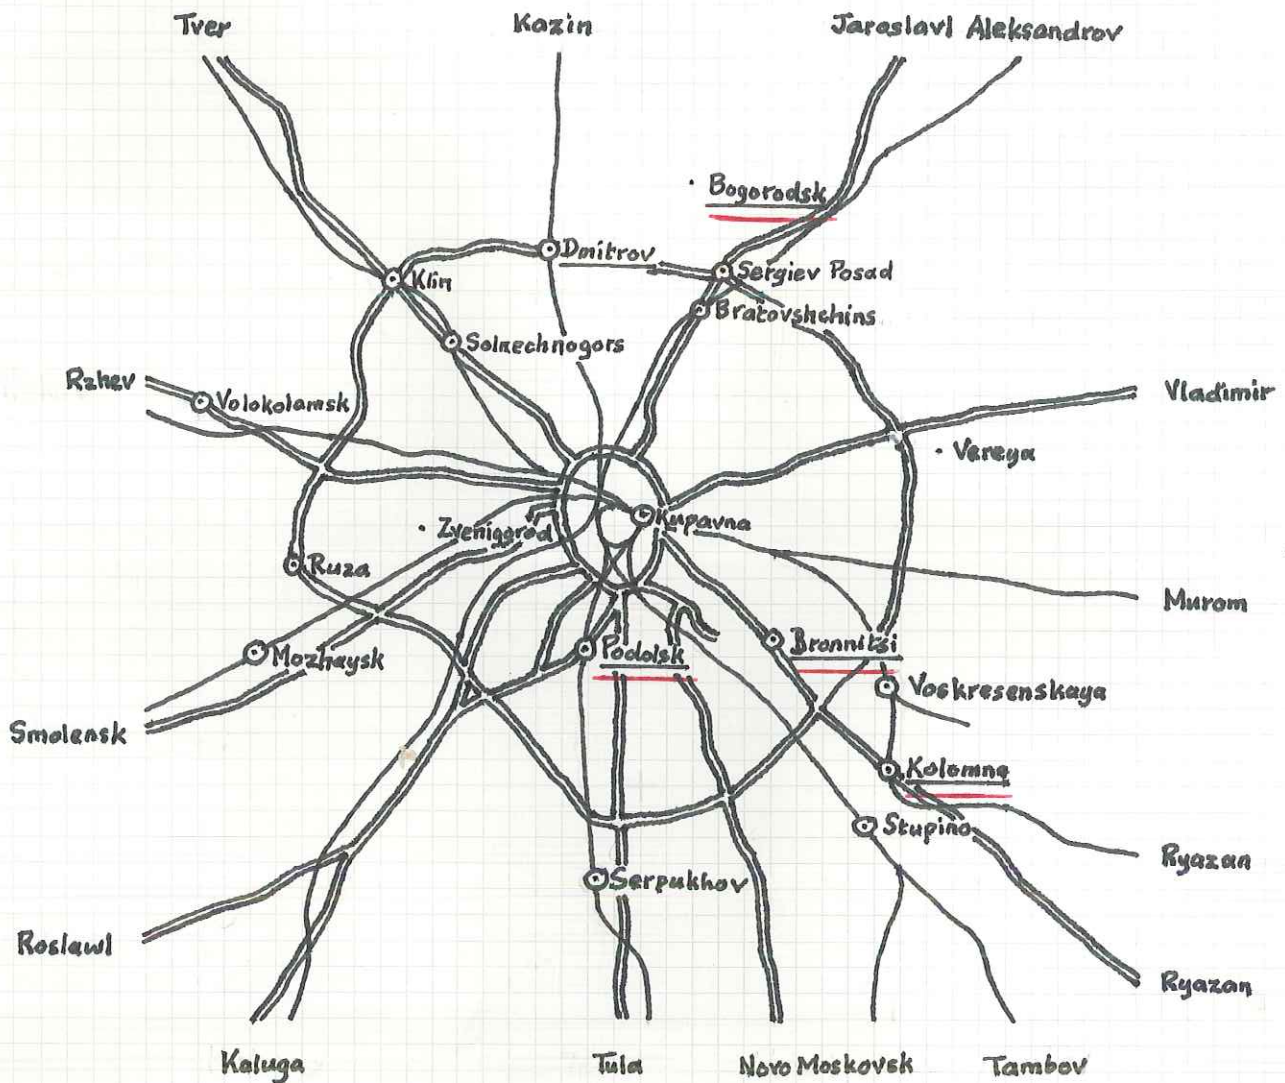 Tver
Kazin
Jaroslavl Aleksandrov
Bogorodsk
Dmitrov
Sergiev Posad
Klin
Bratovshchins
Solnechnogors
Rzhev
Volokolamsk
Vladimir
Vereya
Kupavna
Zveniggrod
Ruza
Murom
Mozhaysk
Podolsk
Bronnitsi
Voskresenskaya
Smolensk
Kolomna
Stupino
Ryazan
Serpukhov
Roslawl
Ryazan
Kaluga
Tula
Novo Moskovsk
Tambov